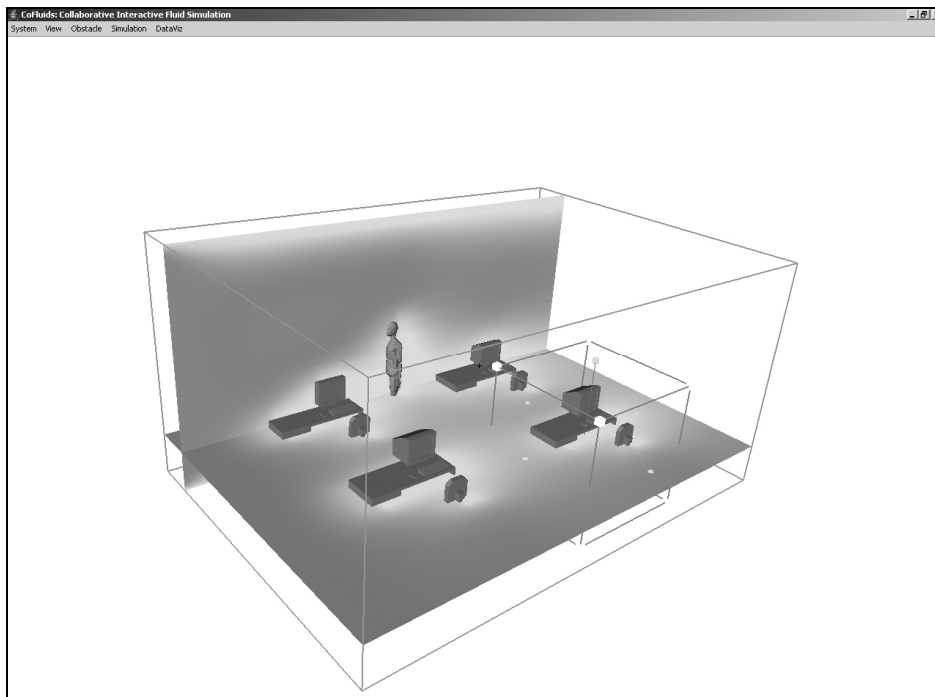 CoFluids: Collaborative Interactive Fluid Simulation
System View Obstacle Simulation DataViz